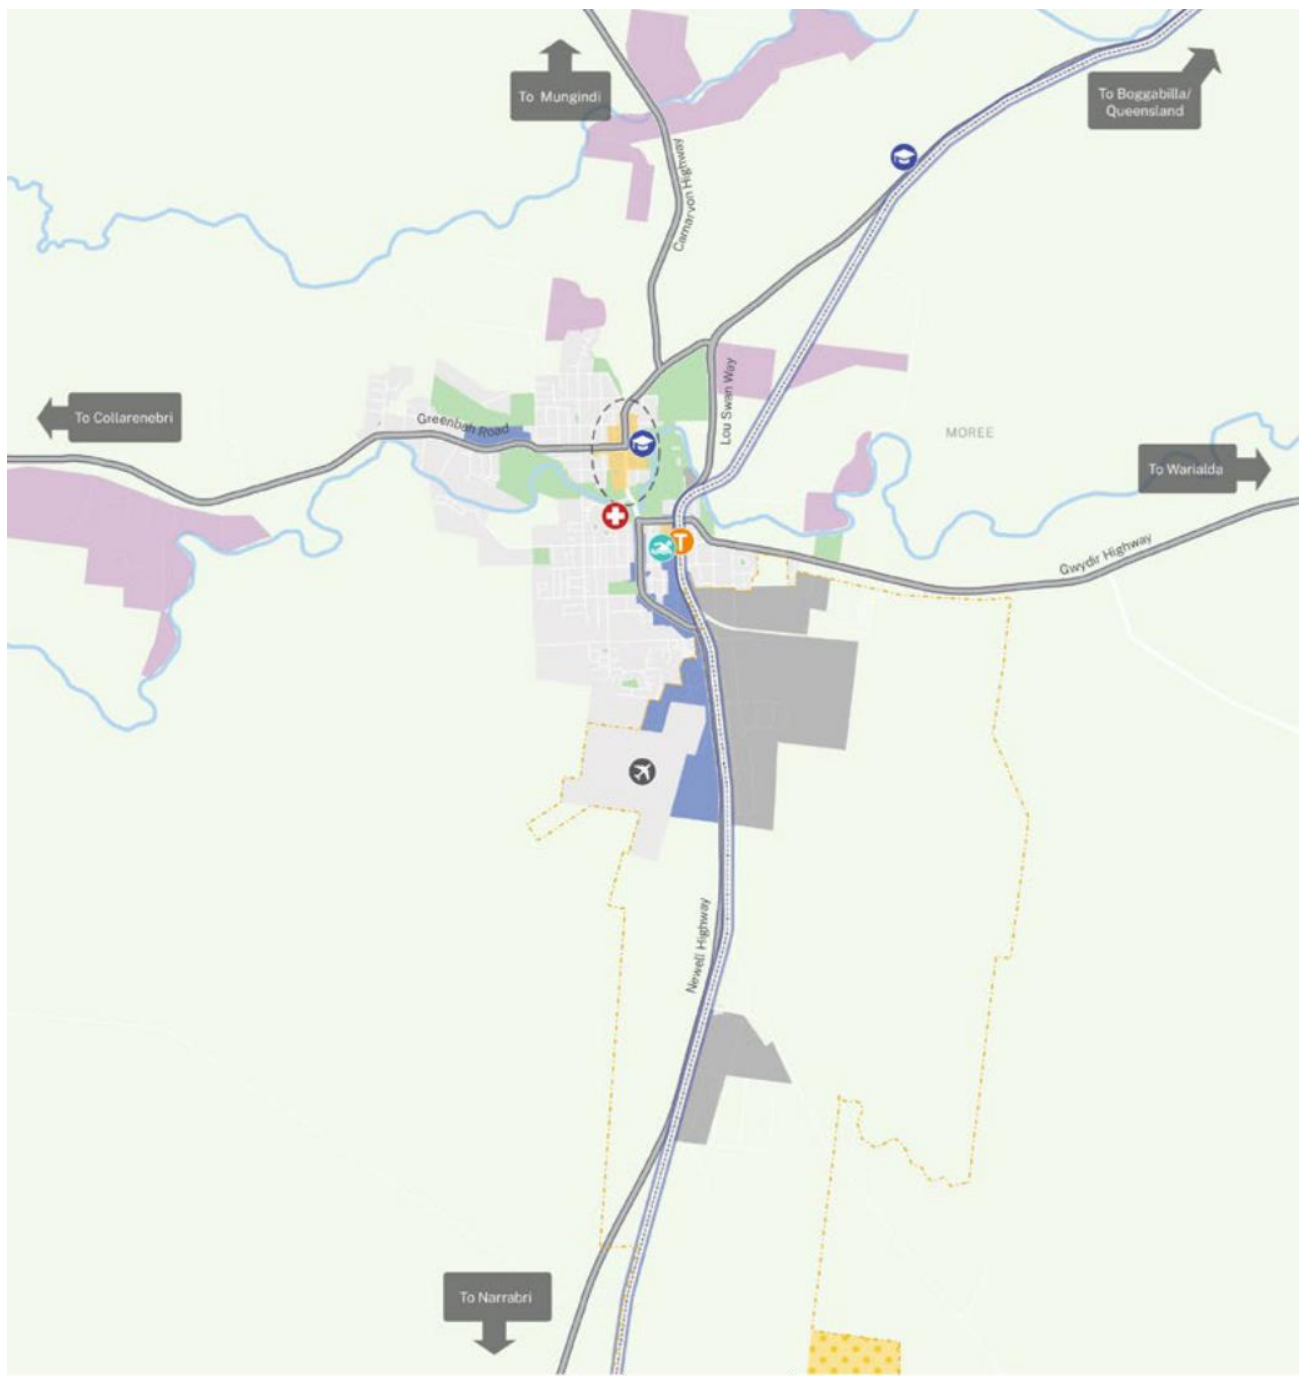 To Mungindi
To Boggabilla/
Queensland
Carnarvon Highway
Lou Swan Way
To Collarenebri
Greenbah Road
MOREE
To Warialda
T
Gwydir Highway
Newell Highway
To Narrabri